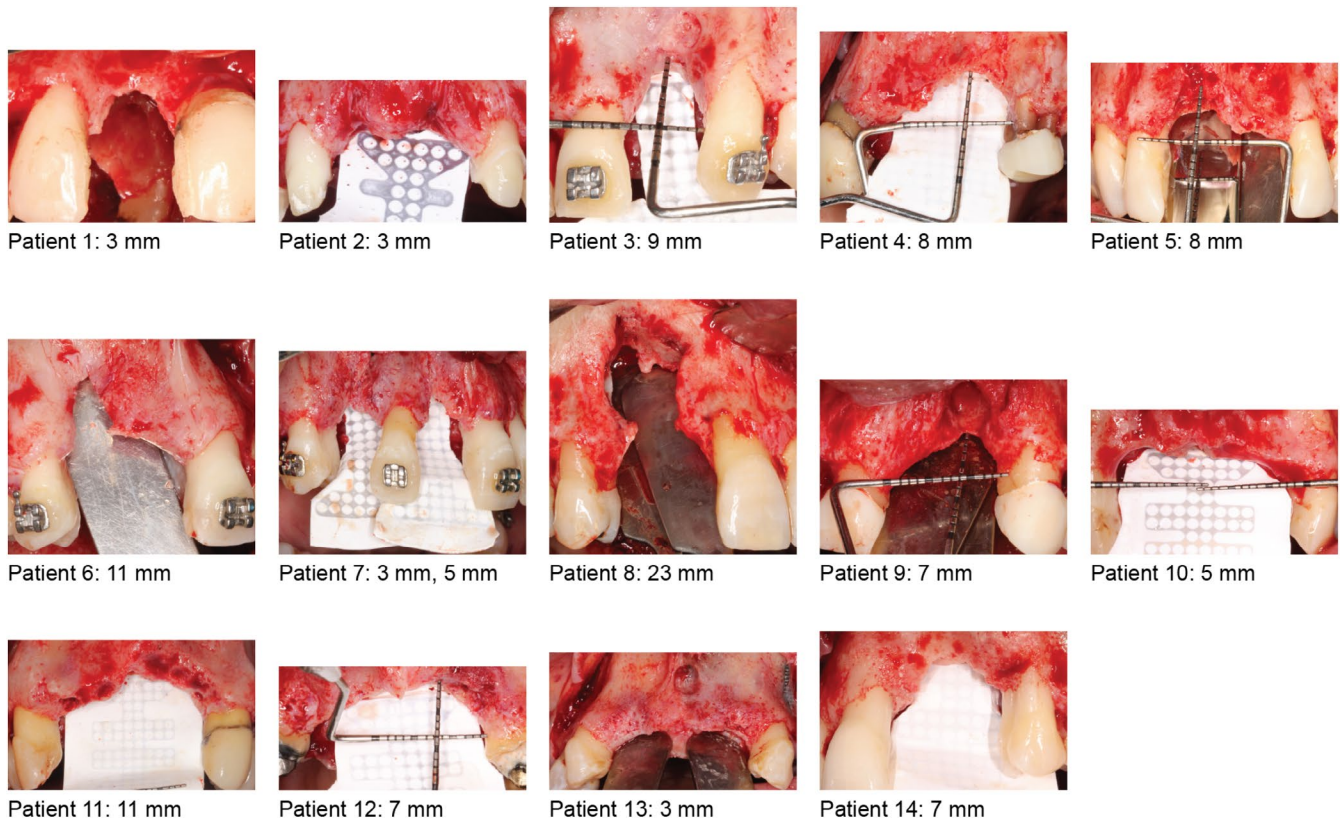 Patient 1: 3 mm
Patient 2: 3 mm
Patient 3: 9 mm
Patient 4: 8 mm
Patient 5: 8 mm
Patient 6: 11 mm
Patient 7: 3 mm, 5 mm
Patient 8: 23 mm
Patient 9: 7 mm
Patient 10: 5 mm
Patient 11: 11 mm
Patient 12: 7 mm
Patient 13: 3 mm
Patient 14: 7 mm